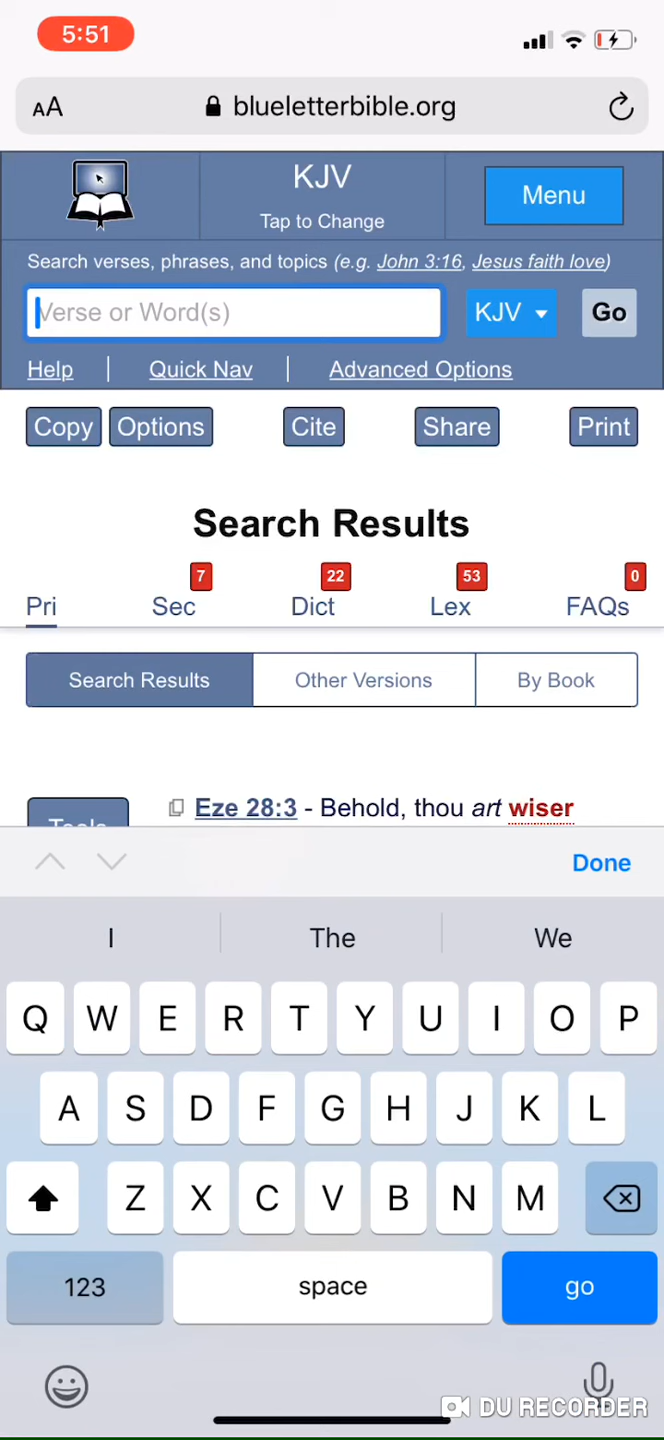 5:51
AA blueletterbible.org
KJV
Tap to Change
Menu
Search verses, phrases, and topics (e.g. John 3:16, Jesus faith love)
Verse or Word(s)
KJV
Go
Help
Quick Nav
Advanced Options
Copy
Options
Cite
Share
Print
Search Results
7 22 53 0
Pri Sec Dict Lex FAQs
Search Results
Other Versions
By Book
Tools
Eze 28:3 - Behold, thou art wiser
Done
I The We
Q W E R T Y U I O P
A S D F G H J K L
Z X C V B N M
123 space go
DU RECORDER